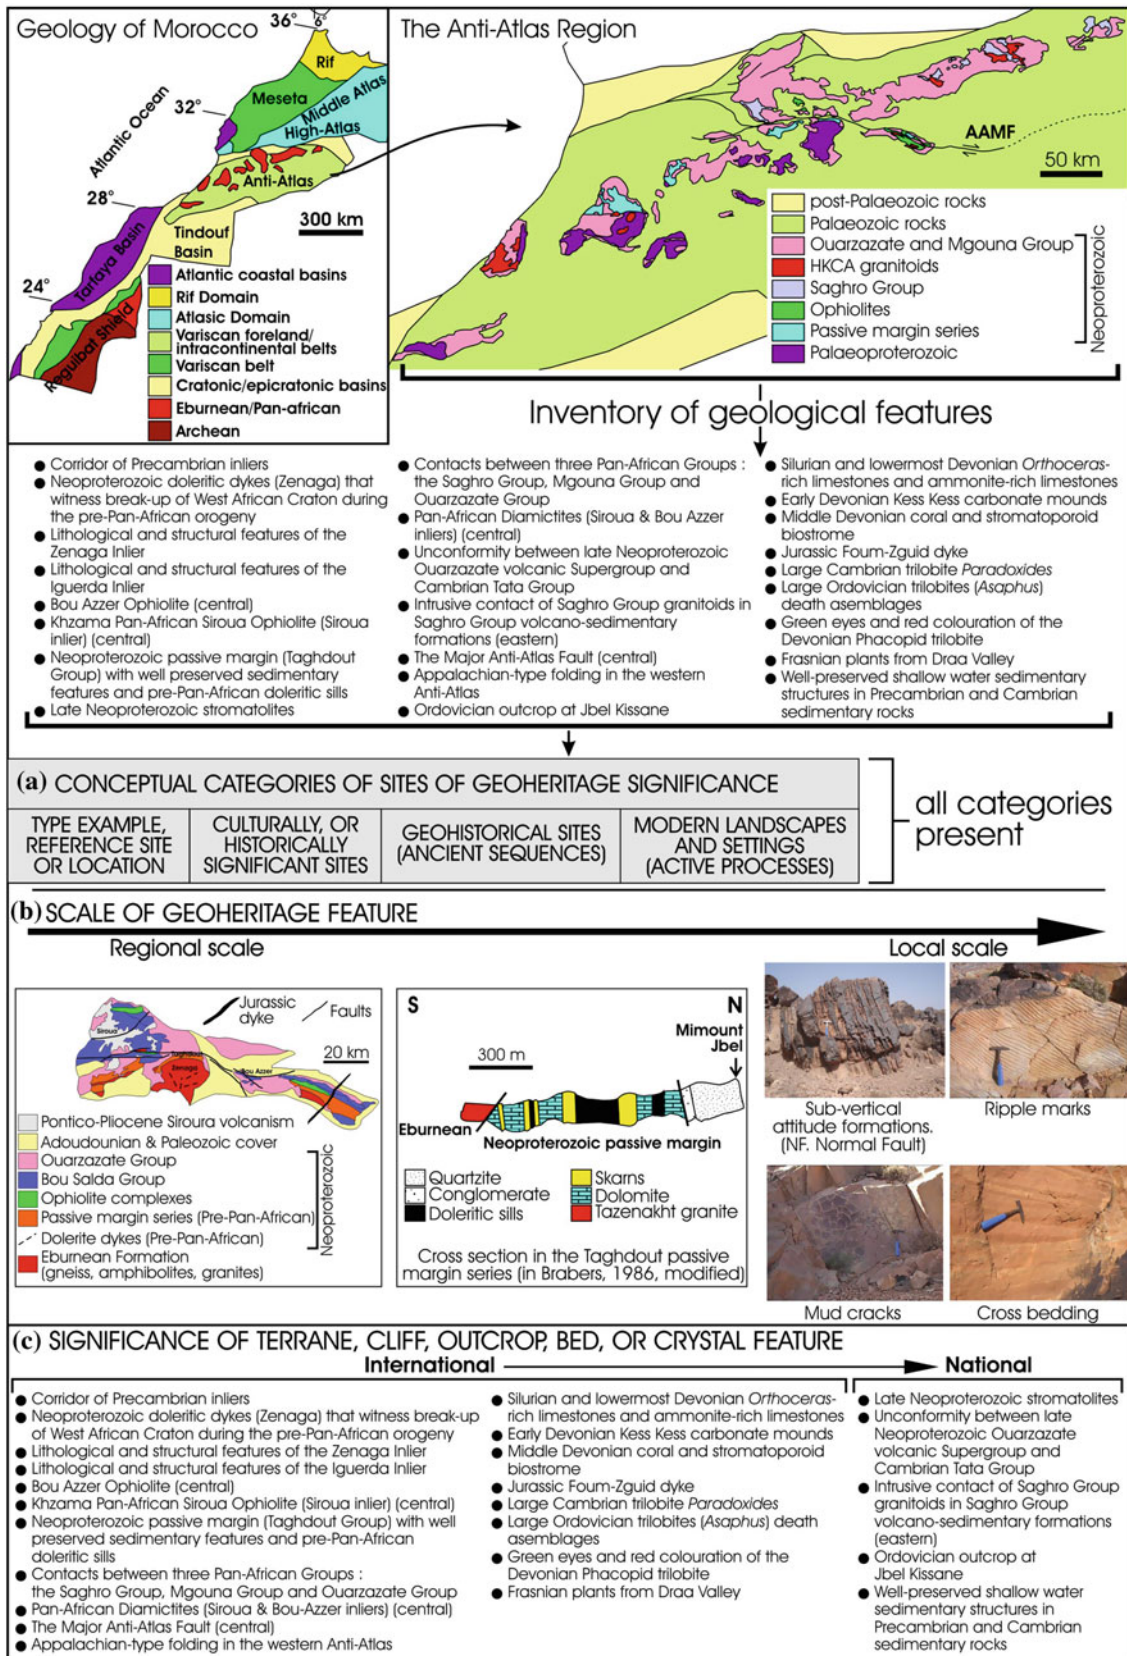 Geology of Morocco
36°
6°
Rif
Meseta
Middle Atlas
High-Atlas
32°
Atlantic Ocean
Anti-Atlas
28°
300 km
Tindouf
Basin
Tarfaya Basin
24°
Reguibat Shield
Atlantic coastal basins
Rif Domain
Atlasic Domain
Variscan foreland/
intracontinental belts
Variscan belt
Cratonic/epicratonic basins
Eburnean/Pan-african
Archean
The Anti-Atlas Region
AAMF
50 km
post-Palaeozoic rocks
Palaeozoic rocks
Ouarzazate and Mgouna Group
HKCA granitoids
Saghro Group
Ophiolites
Passive margin series
Palaeoproterozoic
Neoproterozoic
Inventory of geological features
● Corridor of Precambrian inliers
● Neoproterozoic doleritic dykes (Zenaga) that
witness break-up of West African Craton during
the pre-Pan-African orogeny
● Lithological and structural features of the
Zenaga Inlier
● Lithological and structural features of the
Iguerda Inlier
● Bou Azzer Ophiolite (central)
● Khzama Pan-African Siroua Ophiolite (Siroua
inlier) (central)
● Neoproterozoic passive margin (Taghdout
Group) with well preserved sedimentary
features and pre-Pan-African doleritic sills
● Late Neoproterozoic stromatolites
● Contacts between three Pan-African Groups :
the Saghro Group, Mgouna Group and
Ouarzazate Group
● Pan-African Diamictites (Siroua & Bou Azzer
inliers) (central)
● Unconformity between late Neoproterozoic
Ouarzazate volcanic Supergroup and
Cambrian Tata Group
● Intrusive contact of Saghro Group granitoids in
Saghro Group volcano-sedimentary
formations (eastern)
● The Major Anti-Atlas Fault (central)
● Appalachian-type folding in the western
Anti-Atlas
● Ordovician outcrop at Jbel Kissane
● Silurian and lowermost Devonian Orthoceras-
rich limestones and ammonite-rich limestones
● Early Devonian Kess Kess carbonate mounds
● Middle Devonian coral and stromatoporoid
biostrome
● Jurassic Foum-Zguid dyke
● Large Cambrian trilobite Paradoxides
● Large Ordovician trilobites (Asaphus)
death asemblages
● Green eyes and red colouration of the
Devonian Phacopid trilobite
● Frasnian plants from Draa Valley
● Well-preserved shallow water sedimentary
structures in Precambrian and Cambrian
sedimentary rocks
(a) CONCEPTUAL CATEGORIES OF SITES OF GEOHERITAGE SIGNIFICANCE
TYPE EXAMPLE,
REFERENCE SITE
OR LOCATION
CULTURALLY, OR
HISTORICALLY
SIGNIFICANT SITES
GEOHISTORICAL SITES
(ANCIENT SEQUENCES)
MODERN LANDSCAPES
AND SETTINGS
(ACTIVE PROCESSES)
all categories
present
(b) SCALE OF GEOHERITAGE FEATURE
Regional scale
Local scale
Jurassic
dyke
Faults
20 km
Siroua
Taghdout
Zenaga
Bou Azzer
Pontico-Pliocene Siroura volcanism
Adoudounian & Paleozoic cover
Ouarzazate Group
Bou Salda Group
Ophiolite complexes
Passive margin series (Pre-Pan-African)
Dolerite dykes (Pre-Pan-African)
Eburnean Formation
(gneiss, amphibolites, granites)
Neoproterozoic
S
N
Mimount
Jbel
300 m
Eburnean
Neoproterozoic passive margin
Quartzite
Conglomerate
Doleritic sills
Skarns
Dolomite
Tazenakht granite
Cross section in the Taghdout passive
margin series (in Brabers, 1986, modified)
Sub-vertical
attitude formations.
(NF. Normal Fault)
Ripple marks
Mud cracks
Cross bedding
(c) SIGNIFICANCE OF TERRANE, CLIFF, OUTCROP, BED, OR CRYSTAL FEATURE
International
National
● Corridor of Precambrian inliers
● Neoproterozoic doleritic dykes (Zenaga) that witness break-up
of West African Craton during the pre-Pan-African orogeny
● Lithological and structural features of the Zenaga Inlier
● Lithological and structural features of the Iguerda Inlier
● Bou Azzer Ophiolite (central)
● Khzama Pan-African Siroua Ophiolite (Siroua inlier) (central)
● Neoproterozoic passive margin (Taghdout Group) with well
preserved sedimentary features and pre-Pan-African
doleritic sills
● Contacts between three Pan-African Groups :
the Saghro Group, Mgouna Group and Ouarzazate Group
● Pan-African Diamictites (Siroua & Bou-Azzer inliers) (central)
● The Major Anti-Atlas Fault (central)
● Appalachian-type folding in the western Anti-Atlas
● Silurian and lowermost Devonian Orthoceras-
rich limestones and ammonite-rich limestones
● Early Devonian Kess Kess carbonate mounds
● Middle Devonian coral and stromatoporoid
biostrome
● Jurassic Foum-Zguid dyke
● Large Cambrian trilobite Paradoxides
● Large Ordovician trilobites (Asaphus) death
asemblages
● Green eyes and red colouration of the
Devonian Phacopid trilobite
● Frasnian plants from Draa Valley
● Late Neoproterozoic stromatolites
● Unconformity between late
Neoproterozoic Ouarzazate
volcanic Supergroup and
Cambrian Tata Group
● Intrusive contact of Saghro Group
granitoids in Saghro Group
volcano-sedimentary formations
(eastern)
● Ordovician outcrop at
Jbel Kissane
● Well-preserved shallow water
sedimentary structures in
Precambrian and Cambrian
sedimentary rocks